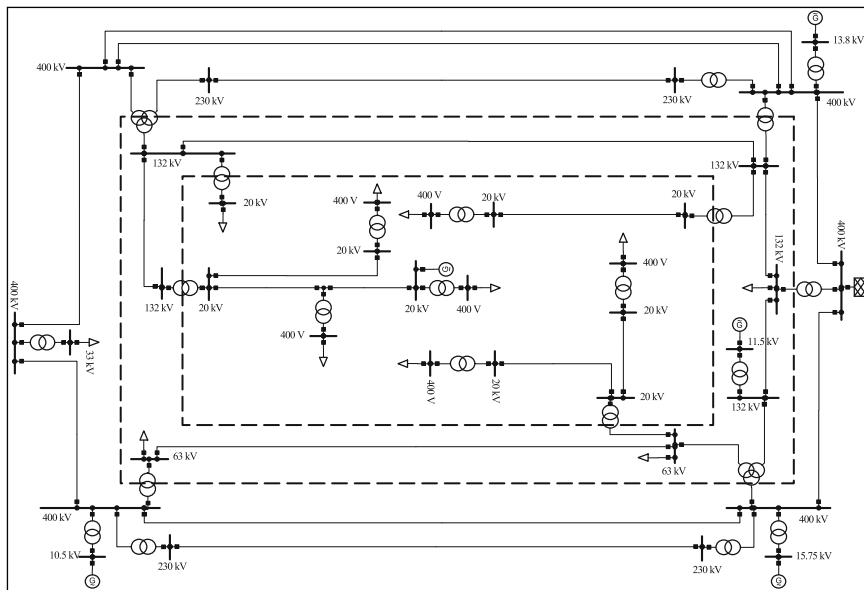 G
13.8 kV
400 kV
230 kV
230 kV
400 kV
132 kV
132 kV
20 kV
400 V
400 V
20 kV
20 kV
20 kV
400 V
132 kV
400 kV
G
132 kV
20 kV
20 kV
400 V
20 kV
400 kV
33 kV
400 V
G
11.5 kV
400 V
20 kV
20 kV
132 kV
63 kV
63 kV
400 kV
400 kV
10.5 kV
230 kV
230 kV
15.75 kV
G
G